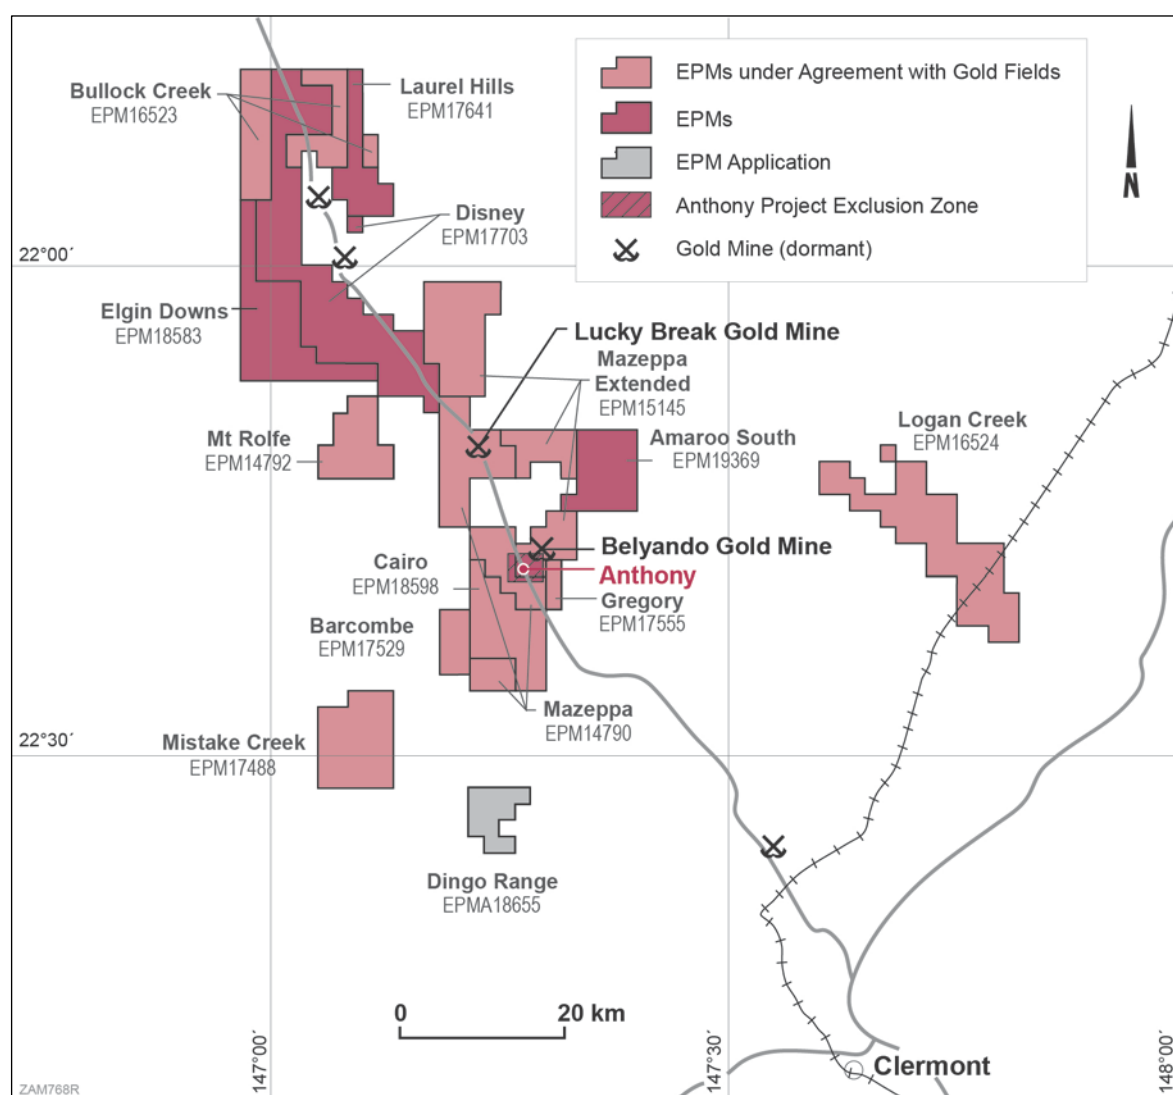 EPMs under Agreement with Gold Fields
EPMs
EPM Application
Anthony Project Exclusion Zone
Gold Mine (dormant)
N
Bullock Creek
EPM16523
Laurel Hills
EPM17641
Disney
EPM17703
22°00′
Elgin Downs
EPM18583
Lucky Break Gold Mine
Mazeppa
Extended
EPM15145
Mt Rolfe
EPM14792
Amaroo South
EPM19369
Logan Creek
EPM16524
Belyando Gold Mine
Anthony
Cairo
EPM18598
Gregory
EPM17555
Barcombe
EPM17529
Mazeppa
EPM14790
22°30′
Mistake Creek
EPM17488
Dingo Range
EPMA18655
0 20 km
147°00′
147°30′
148°00′
Clermont
ZAM768R